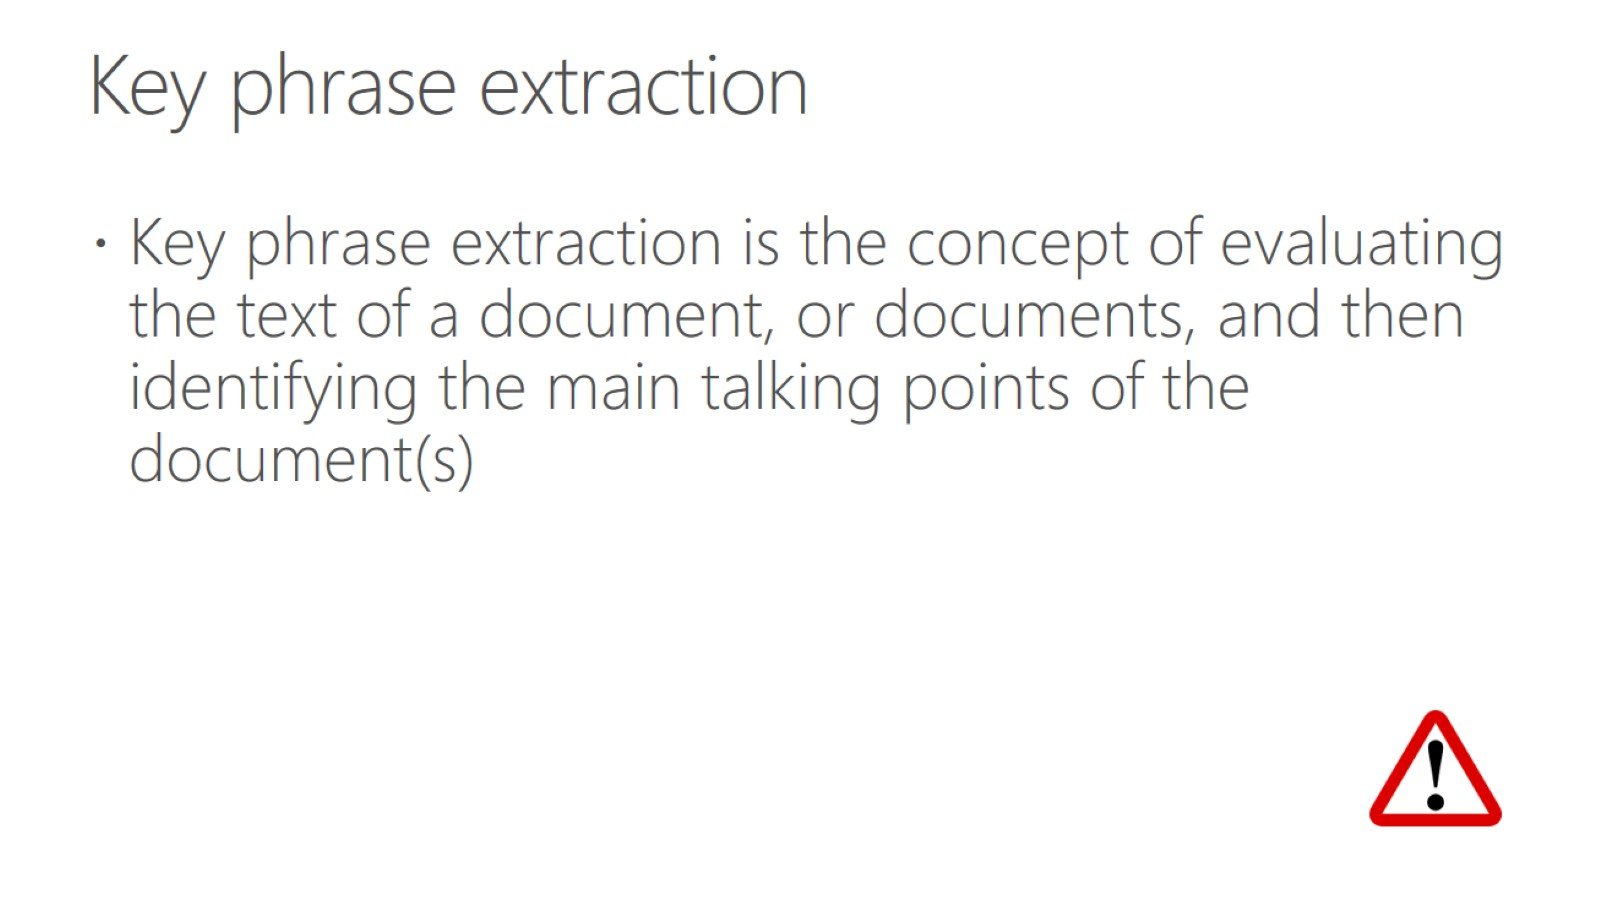 Key phrase extraction
• Key phrase extraction is the concept of evaluating
the text of a document, or documents, and then
identifying the main talking points of the
document(s)
!